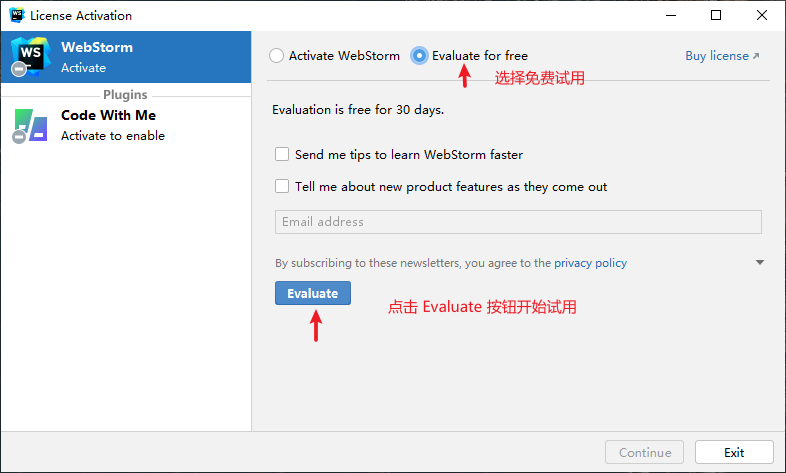 License Activation
WS
WebStorm
Activate
Plugins
Code With Me
Activate to enable
Activate WebStorm
Evaluate for free
Buy license
选择免费试用
Evaluation is free for 30 days.
Send me tips to learn WebStorm faster
Tell me about new product features as they come out
Email address
By subscribing to these newsletters, you agree to the privacy policy
Evaluate
点击 Evaluate 按钮开始试用
Continue
Exit